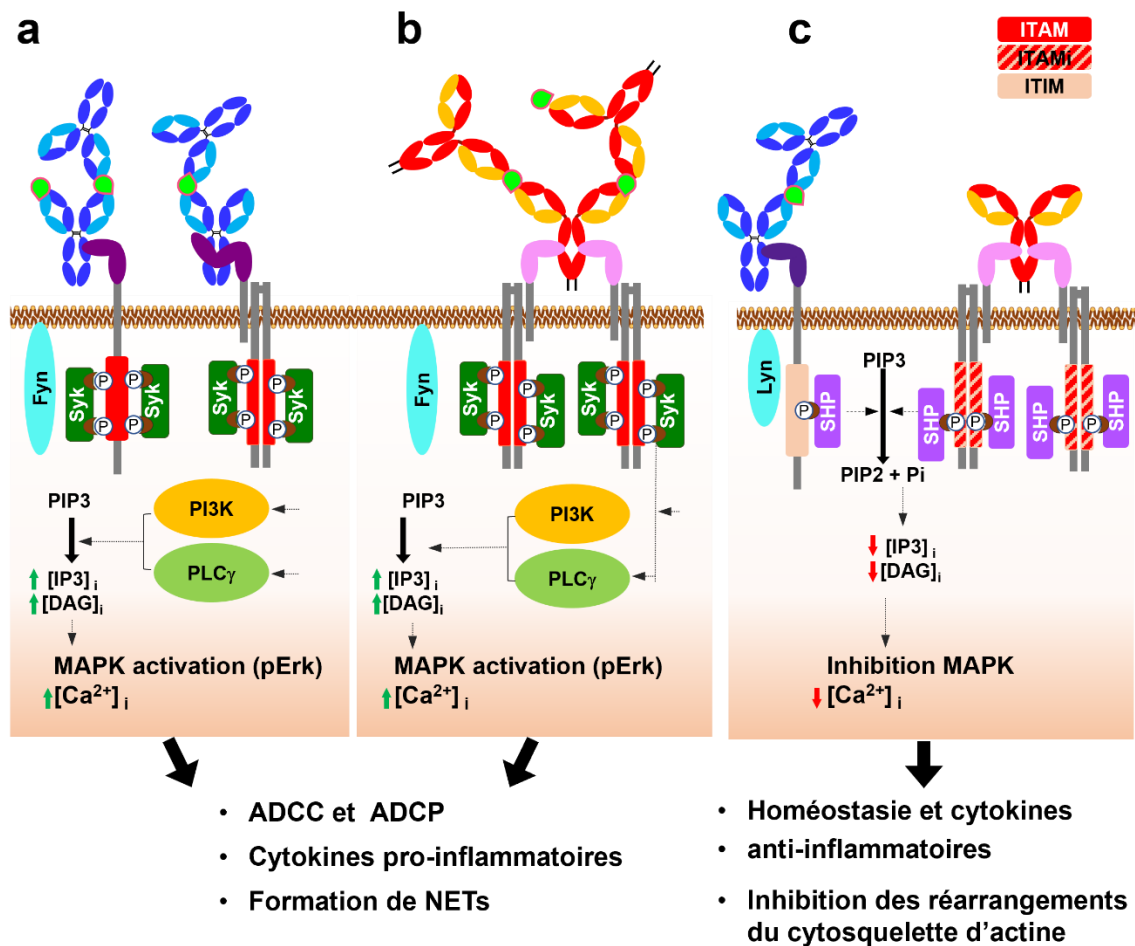 a
b
c
ITAM
ITAMi
ITIM
Fyn
Syk
P
P
P
P
Syk
Syk
P
P
P
P
Syk
PIP3
PI3K
PLCγ
[IP3] i
[DAG]i
MAPK activation (pErk)
[Ca2+] i
Fyn
Syk
P
P
P
P
Syk
P
P
P
P
Syk
PIP3
PI3K
PLCγ
[IP3] i
[DAG]i
MAPK activation (pErk)
[Ca2+] i
Lyn
P
SHP
PIP3
SHP
P
P
SHP
SHP
P
P
SHP
PIP2 + Pi
[IP3] i
[DAG]i
Inhibition MAPK
[Ca2+] i
• ADCC et ADCP
• Cytokines pro-inflammatoires
• Formation de NETs
• Homéostasie et cytokines
• anti-inflammatoires
• Inhibition des réarrangements
du cytosquelette d’actine